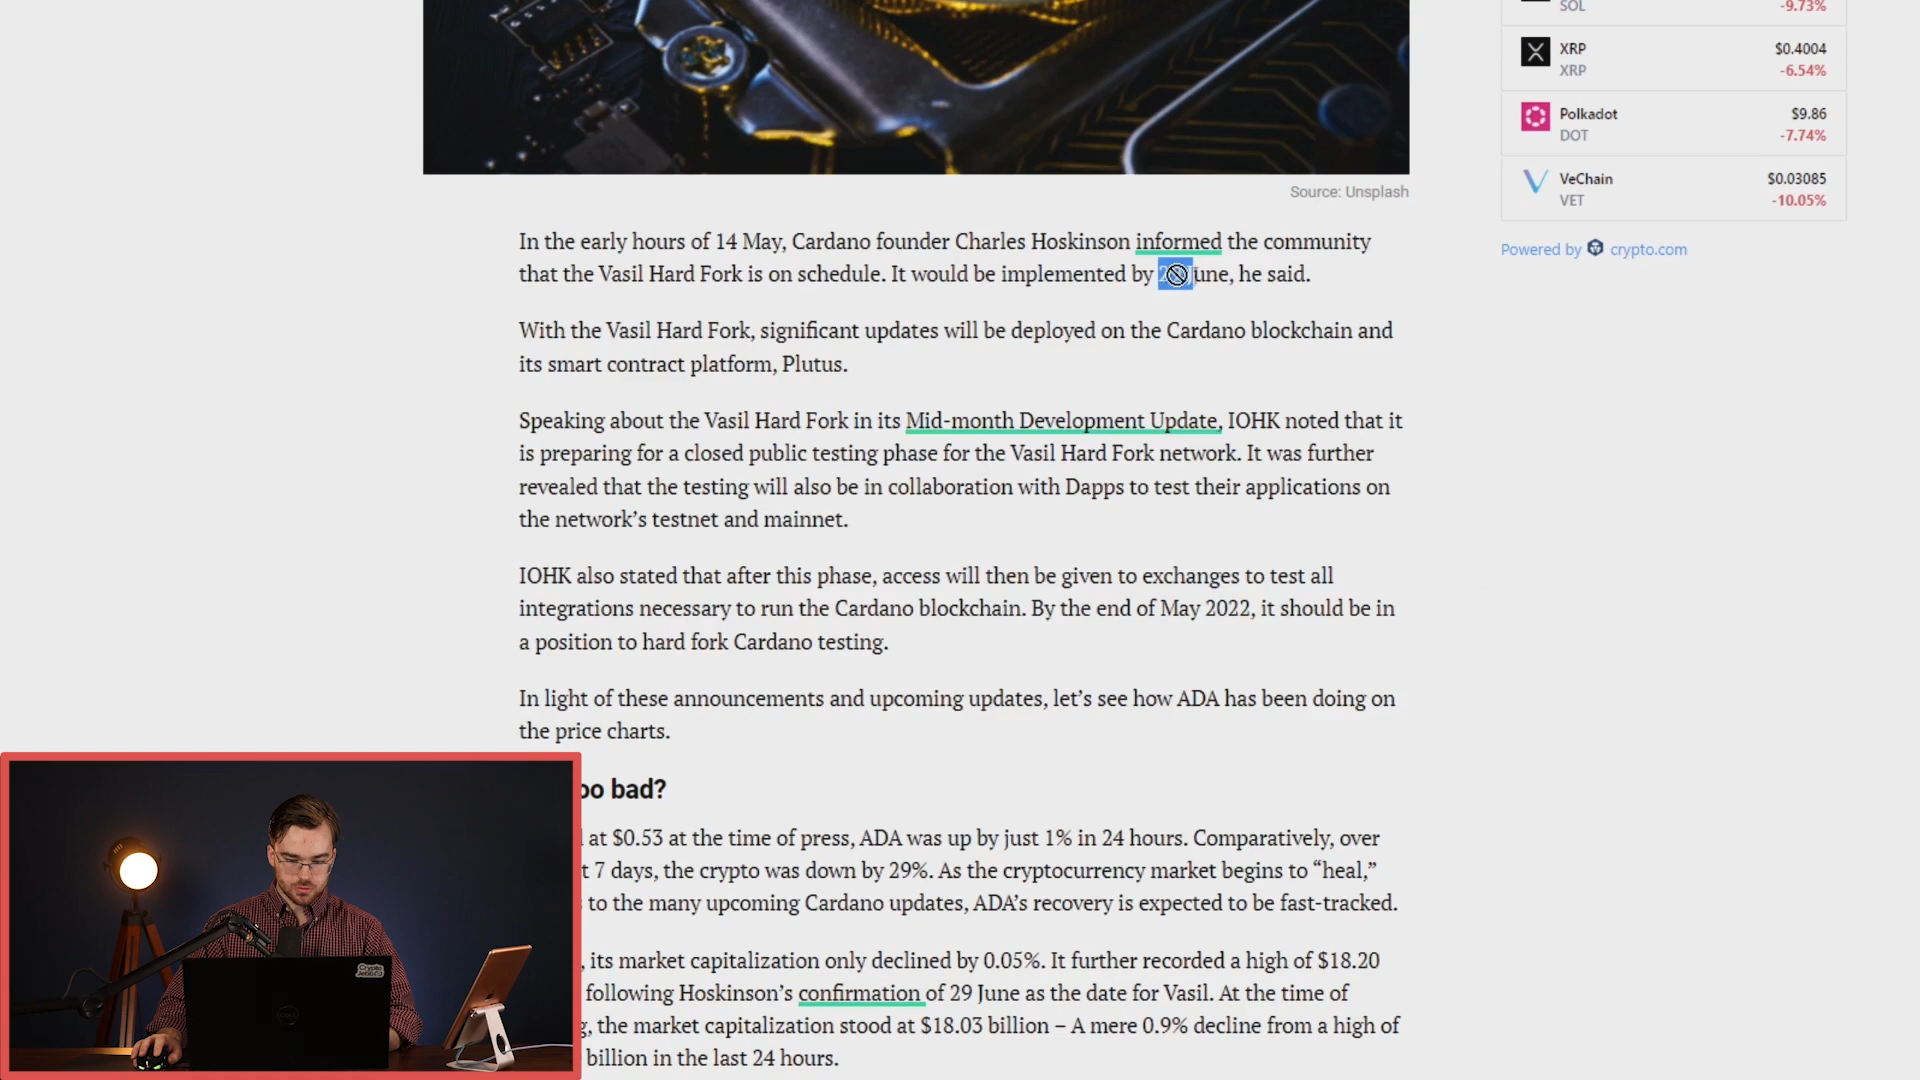 SOL
-9.73%
XRP
$0.4004
XRP
-6.54%
Polkadot
$9.86
DOT
-7.74%
VeChain
$0.03085
VET
-10.05%
Powered by crypto.com
Source: Unsplash
In the early hours of 14 May, Cardano founder Charles Hoskinson informed the community
that the Vasil Hard Fork is on schedule. It would be implemented by June, he said.
With the Vasil Hard Fork, significant updates will be deployed on the Cardano blockchain and
its smart contract platform, Plutus.
Speaking about the Vasil Hard Fork in its Mid-month Development Update, IOHK noted that it
is preparing for a closed public testing phase for the Vasil Hard Fork network. It was further
revealed that the testing will also be in collaboration with Dapps to test their applications on
the network’s testnet and mainnet.
IOHK also stated that after this phase, access will then be given to exchanges to test all
integrations necessary to run the Cardano blockchain. By the end of May 2022, it should be in
a position to hard fork Cardano testing.
In light of these announcements and upcoming updates, let’s see how ADA has been doing on
the price charts.
bad?
at $0.53 at the time of press, ADA was up by just 1% in 24 hours. Comparatively, over
7 days, the crypto was down by 29%. As the cryptocurrency market begins to “heal,”
to the many upcoming Cardano updates, ADA’s recovery is expected to be fast-tracked.
its market capitalization only declined by 0.05%. It further recorded a high of $18.20
following Hoskinson’s confirmation of 29 June as the date for Vasil. At the time of
the market capitalization stood at $18.03 billion – A mere 0.9% decline from a high of
billion in the last 24 hours.
DELL